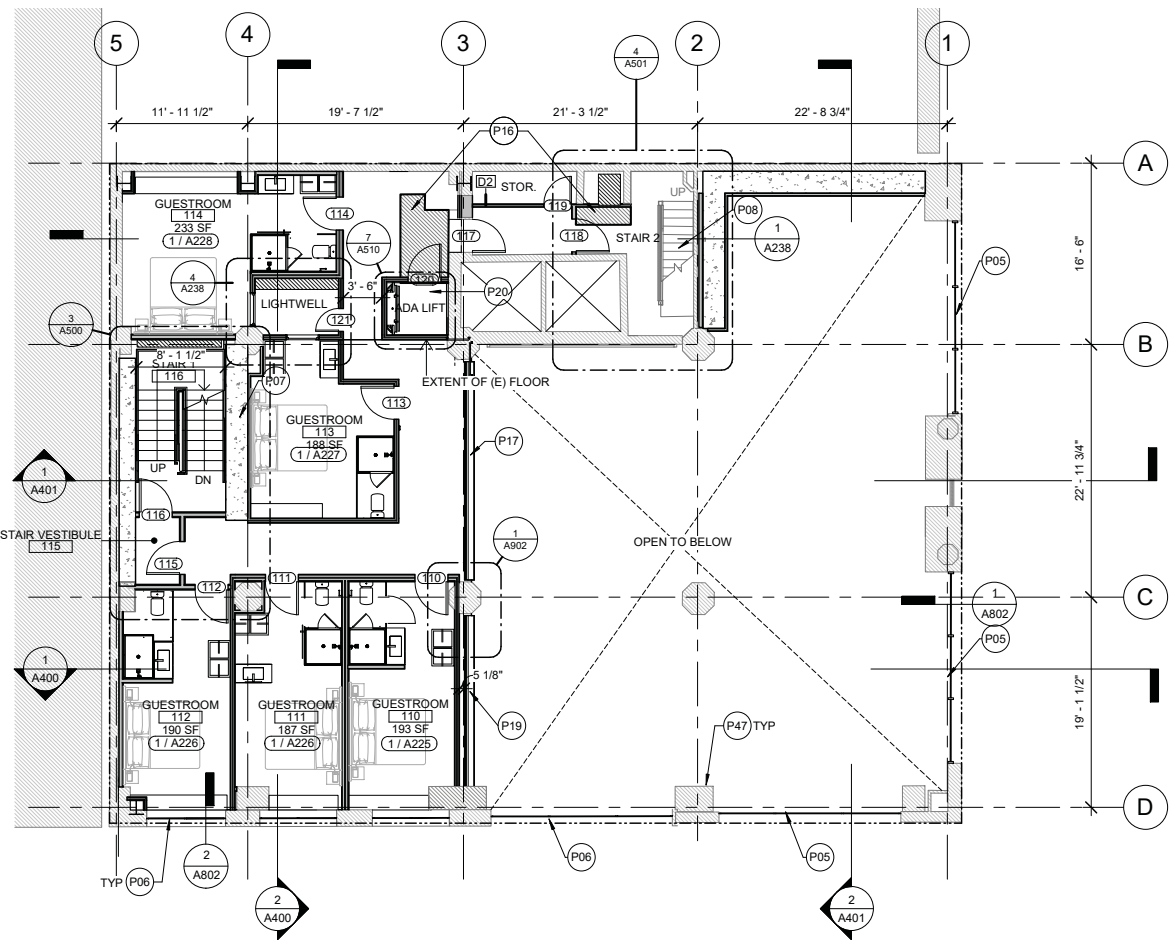 5
4
3
2
1
4
A501
11' - 11 1/2"
19' - 7 1/2"
21' - 3 1/2"
22' - 8 3/4"
P16
A
D2
STOR.
UP
GUESTROOM
114
233 SF
1 / A228
114
119
P08
117
118
STAIR 2
1
A238
7
A510
16' - 6"
P05
4
A238
3' - 6"
120
P20
LIGHTWELL
ADA LIFT
121
3
A500
B
8' - 1 1/2"
STAIR 1
116
P07
EXTENT OF (E) FLOOR
113
GUESTROOM
113
188 SF
1 / A227
P17
UP
DN
1
A401
22' - 11 3/4"
116
STAIR VESTIBULE
115
1
A902
OPEN TO BELOW
115
112
111
110
C
1
A802
P05
1
A400
5 1/8"
GUESTROOM
112
190 SF
1 / A226
GUESTROOM
111
187 SF
1 / A226
GUESTROOM
110
193 SF
1 / A225
P19
P47 TYP
19' - 1 1/2"
D
2
A802
P06
P05
TYP P06
2
A400
2
A401